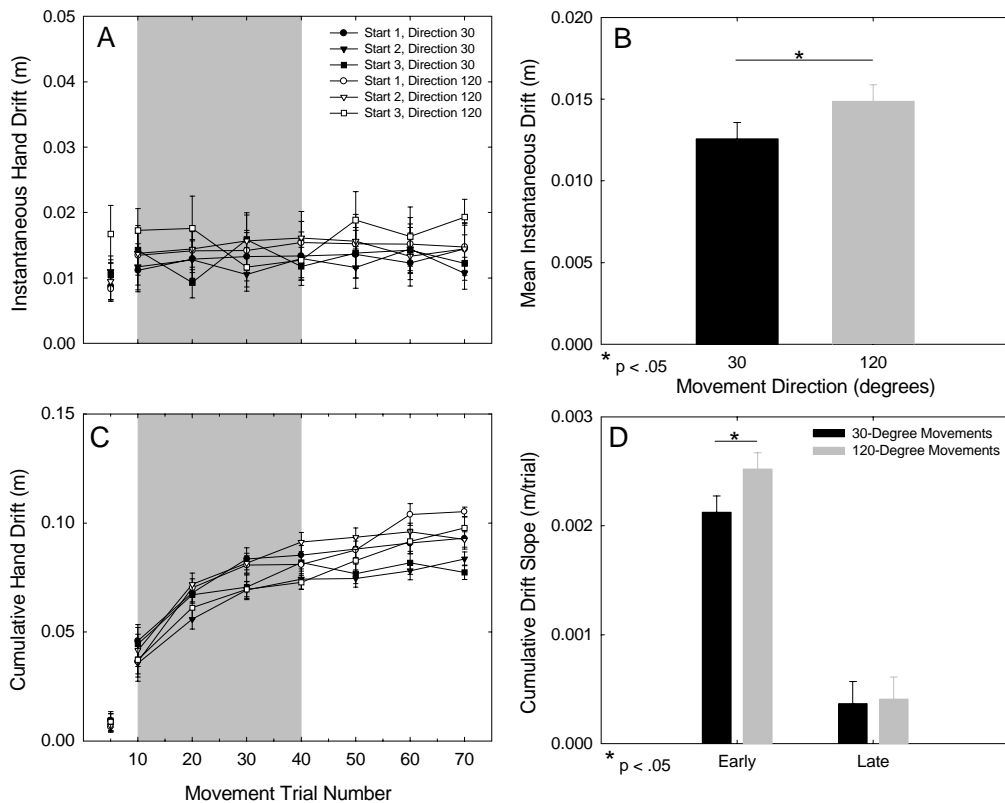 A
Instantaneous Hand Drift (m)
0.05
0.04
0.03
0.02
0.01
0.00
Start 1, Direction 30
Start 2, Direction 30
Start 3, Direction 30
Start 1, Direction 120
Start 2, Direction 120
Start 3, Direction 120
B
Mean Instantaneous Drift (m)
0.020
0.015
0.010
0.005
0.000
*
* p < .05
30
120
Movement Direction (degrees)
C
Cumulative Hand Drift (m)
0.15
0.10
0.05
0.00
10 20 30 40 50 60 70
Movement Trial Number
D
Cumulative Drift Slope (m/trial)
0.003
0.002
0.001
0.000
30-Degree Movements
120-Degree Movements
*
* p < .05
Early
Late